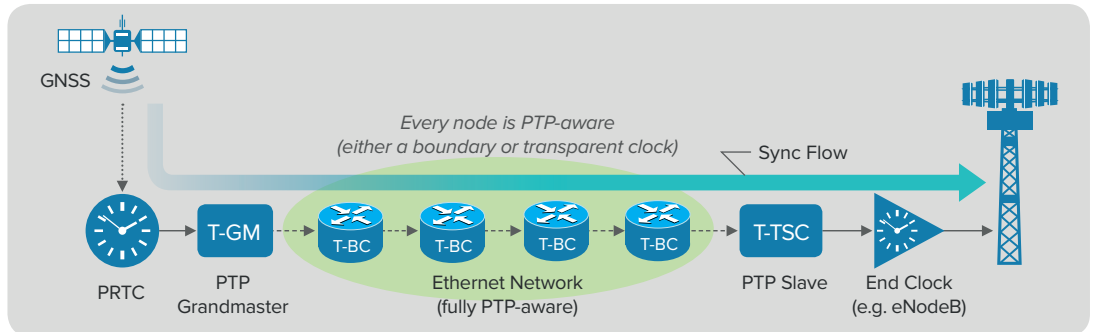 GNSS
Every node is PTP-aware
(either a boundary or transparent clock)
Sync Flow
T-GM
T-BC
T-BC
T-BC
T-BC
T-TSC
PRTC
PTP
Grandmaster
Ethernet Network
(fully PTP-aware)
PTP Slave
End Clock
(e.g. eNodeB)